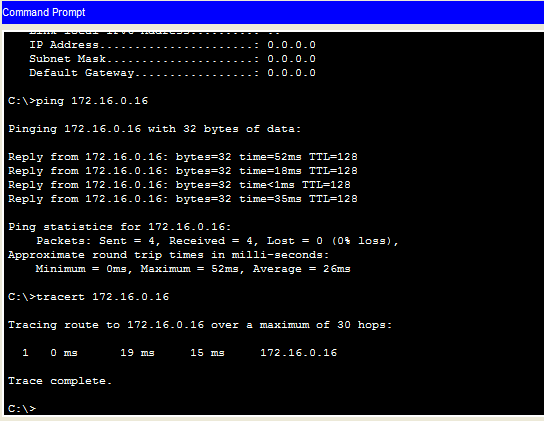 Command Prompt
IP Address......................: 0.0.0.0
Subnet Mask.....................: 0.0.0.0
Default Gateway.................: 0.0.0.0
C:\>ping 172.16.0.16
Pinging 172.16.0.16 with 32 bytes of data:
Reply from 172.16.0.16: bytes=32 time=52ms TTL=128
Reply from 172.16.0.16: bytes=32 time=18ms TTL=128
Reply from 172.16.0.16: bytes=32 time<1ms TTL=128
Reply from 172.16.0.16: bytes=32 time=35ms TTL=128
Ping statistics for 172.16.0.16:
Packets: Sent = 4, Received = 4, Lost = 0 (0% loss),
Approximate round trip times in milli-seconds:
Minimum = 0ms, Maximum = 52ms, Average = 26ms
C:\>tracert 172.16.0.16
Tracing route to 172.16.0.16 over a maximum of 30 hops:
1 0 ms 19 ms 15 ms 172.16.0.16
Trace complete.
C:\>